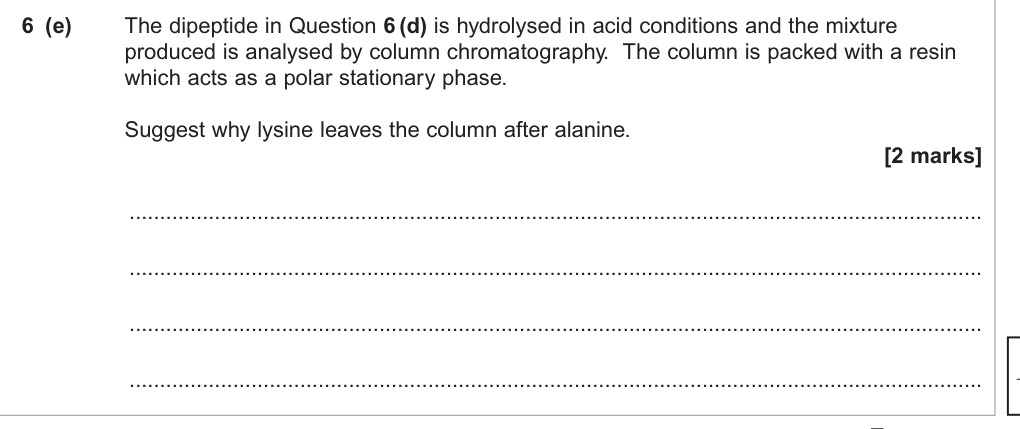 6 (e) The dipeptide in Question 6 (d) is hydrolysed in acid conditions and the mixture
produced is analysed by column chromatography. The column is packed with a resin
which acts as a polar stationary phase.
Suggest why lysine leaves the column after alanine.
[2 marks]